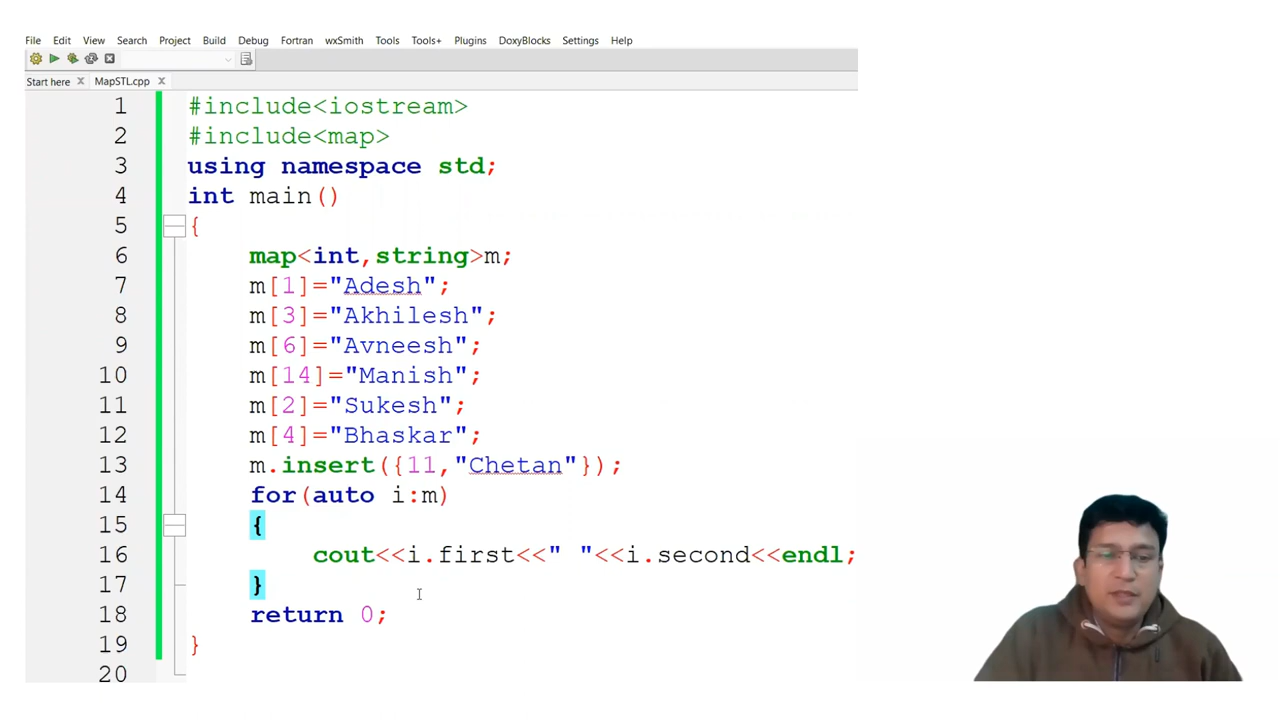 File Edit View Search Project Build Debug Fortran wxSmith Tools Tools+ Plugins DoxyBlocks Settings Help
Start here MapSTL.cpp
1 #include<iostream>
2 #include<map>
3 using namespace std;
4 int main()
5 {
6 map<int,string>m;
7 m[1]="Adesh";
8 m[3]="Akhilesh";
9 m[6]="Avneesh";
10 m[14]="Manish";
11 m[2]="Sukesh";
12 m[4]="Bhaskar";
13 m.insert({11,"Chetan"});
14 for(auto i:m)
15 {
16 cout<<i.first<<" "<<i.second<<endl;
17 }
18 return 0;
19 }
20